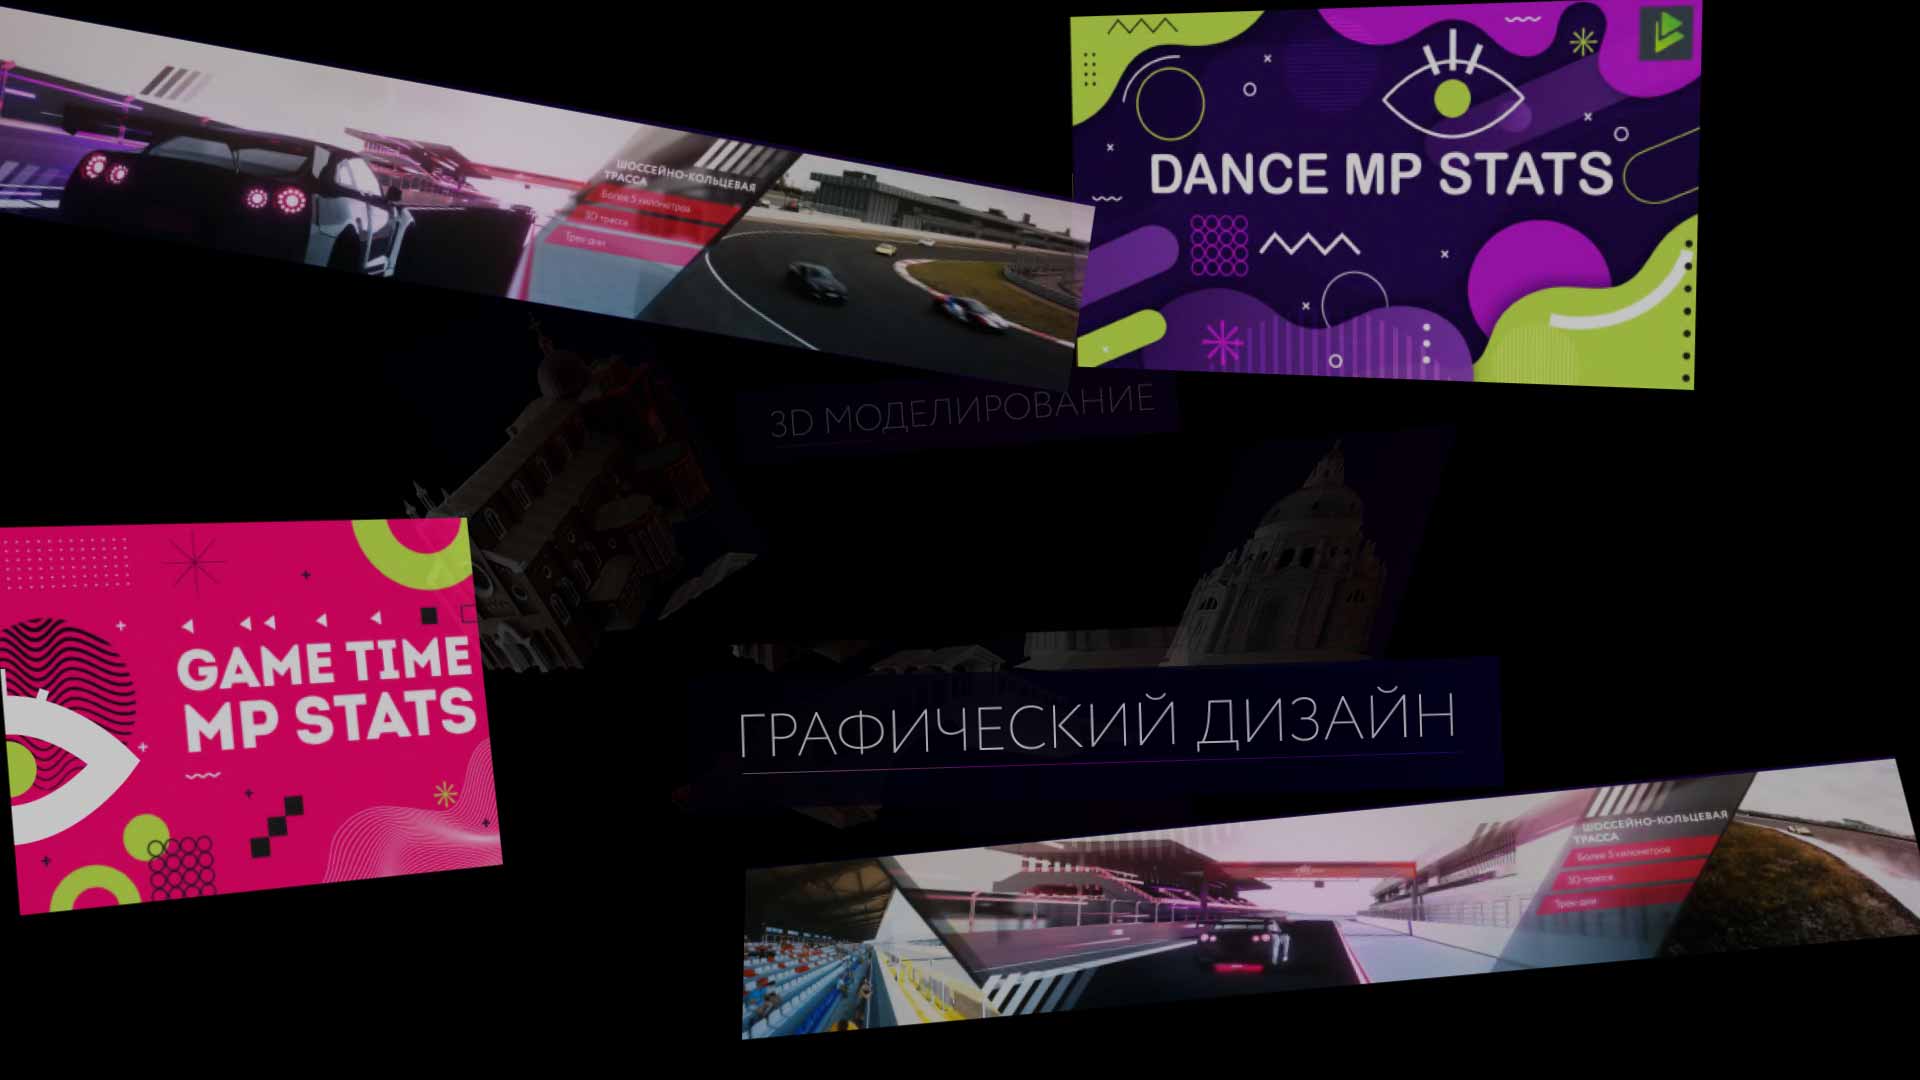 DANCE MP STATS
ШОССЕЙНО-КОЛЬЦЕВАЯ
ТРАССА
Более 5 километров
3D трасса
Трек-дни
3D МОДЕЛИРОВАНИЕ
GAME TIME
MP STATS
ГРАФИЧЕСКИЙ ДИЗАЙН
ШОССЕЙНО-КОЛЬЦЕВАЯ
ТРАССА
Более 5 километров
3D трасса
Трек-дни